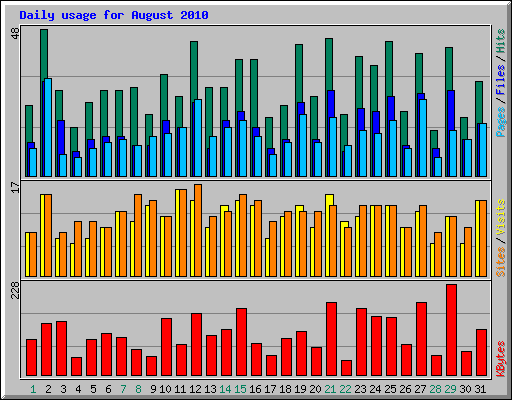 Daily usage for August 2010
48
Pages / Files / Hits
17
Sites / Visits
228
KBytes
1 2 3 4 5 6 7 8 9 10 11 12 13 14 15 16 17 18 19 20 21 22 23 24 25 26 27 28 29 30 31